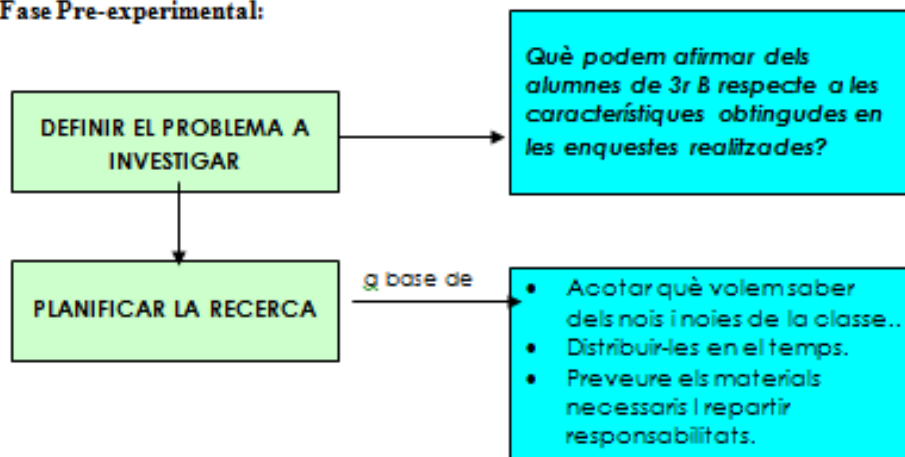 Fase Pre-experimental:
DEFINIR EL PROBLEMA A
INVESTIGAR
Què podem afirmar dels
alumnes de 3r B respecte a les
característiques obtingudes en
les enquestes realitzades?
PLANIFICAR LA RECERCA
a base de
• Acotar què volem saber
dels nois i noies de la classe..
• Distribuir-les en el temps.
• Preveure els materials
necessaris I repartir
responsabilitats.